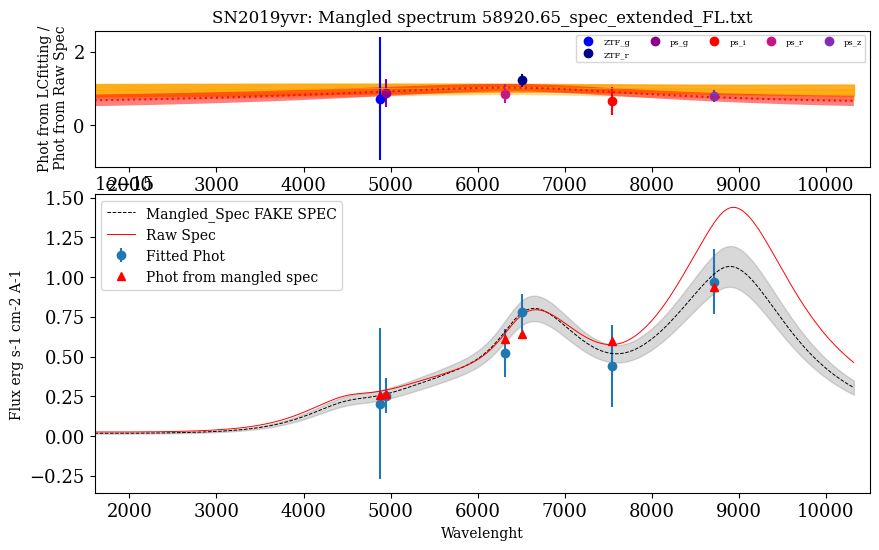 SN2019yvr: Mangled spectrum 58920.65_spec_extended_FL.txt
Phot from LCfitting /
Phot from Raw Spec
2
0
ZTF_g
ps_g
ps_i
ps_r
ps_z
ZTF_r
2000 3000 4000 5000 6000 7000 8000 9000 10000
1e−15
Flux erg s-1 cm-2 A-1
1.50
1.25
1.00
0.75
0.50
0.25
0.00
−0.25
Mangled_Spec FAKE SPEC
Raw Spec
Fitted Phot
Phot from mangled spec
2000 3000 4000 5000 6000 7000 8000 9000 10000
Wavelenght